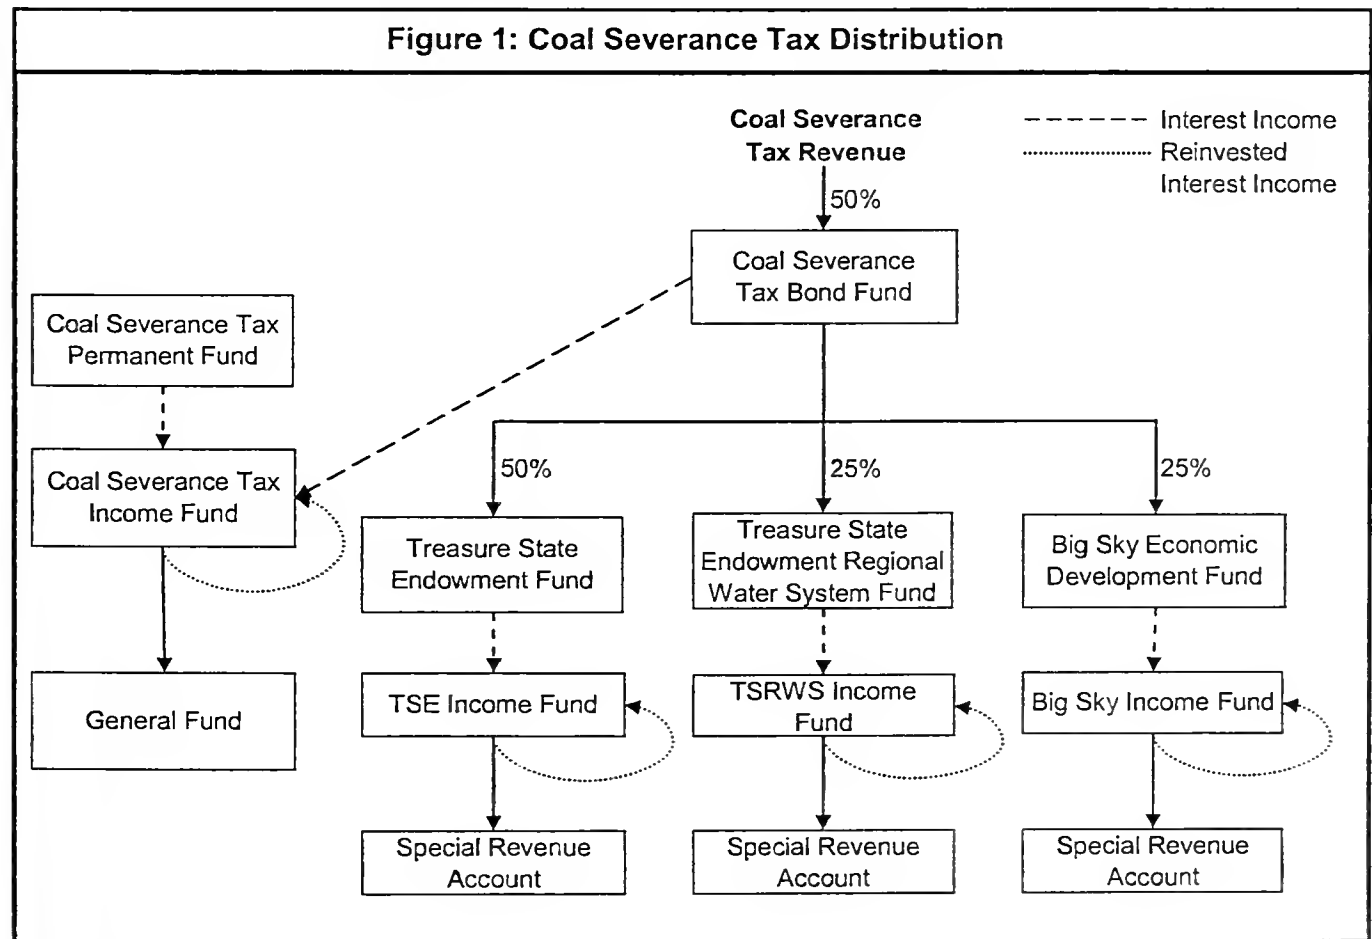 Figure 1: Coal Severance Tax Distribution
Coal Severance
Tax Revenue
Interest Income
Reinvested
Interest Income
50%
Coal Severance
Tax Bond Fund
Coal Severance Tax
Permanent Fund
Coal Severance Tax
Income Fund
50%
25%
25%
Treasure State
Endowment Fund
Treasure State
Endowment Regional
Water System Fund
Big Sky Economic
Development Fund
General Fund
TSE Income Fund
TSRWS Income
Fund
Big Sky Income Fund
Special Revenue
Account
Special Revenue
Account
Special Revenue
Account